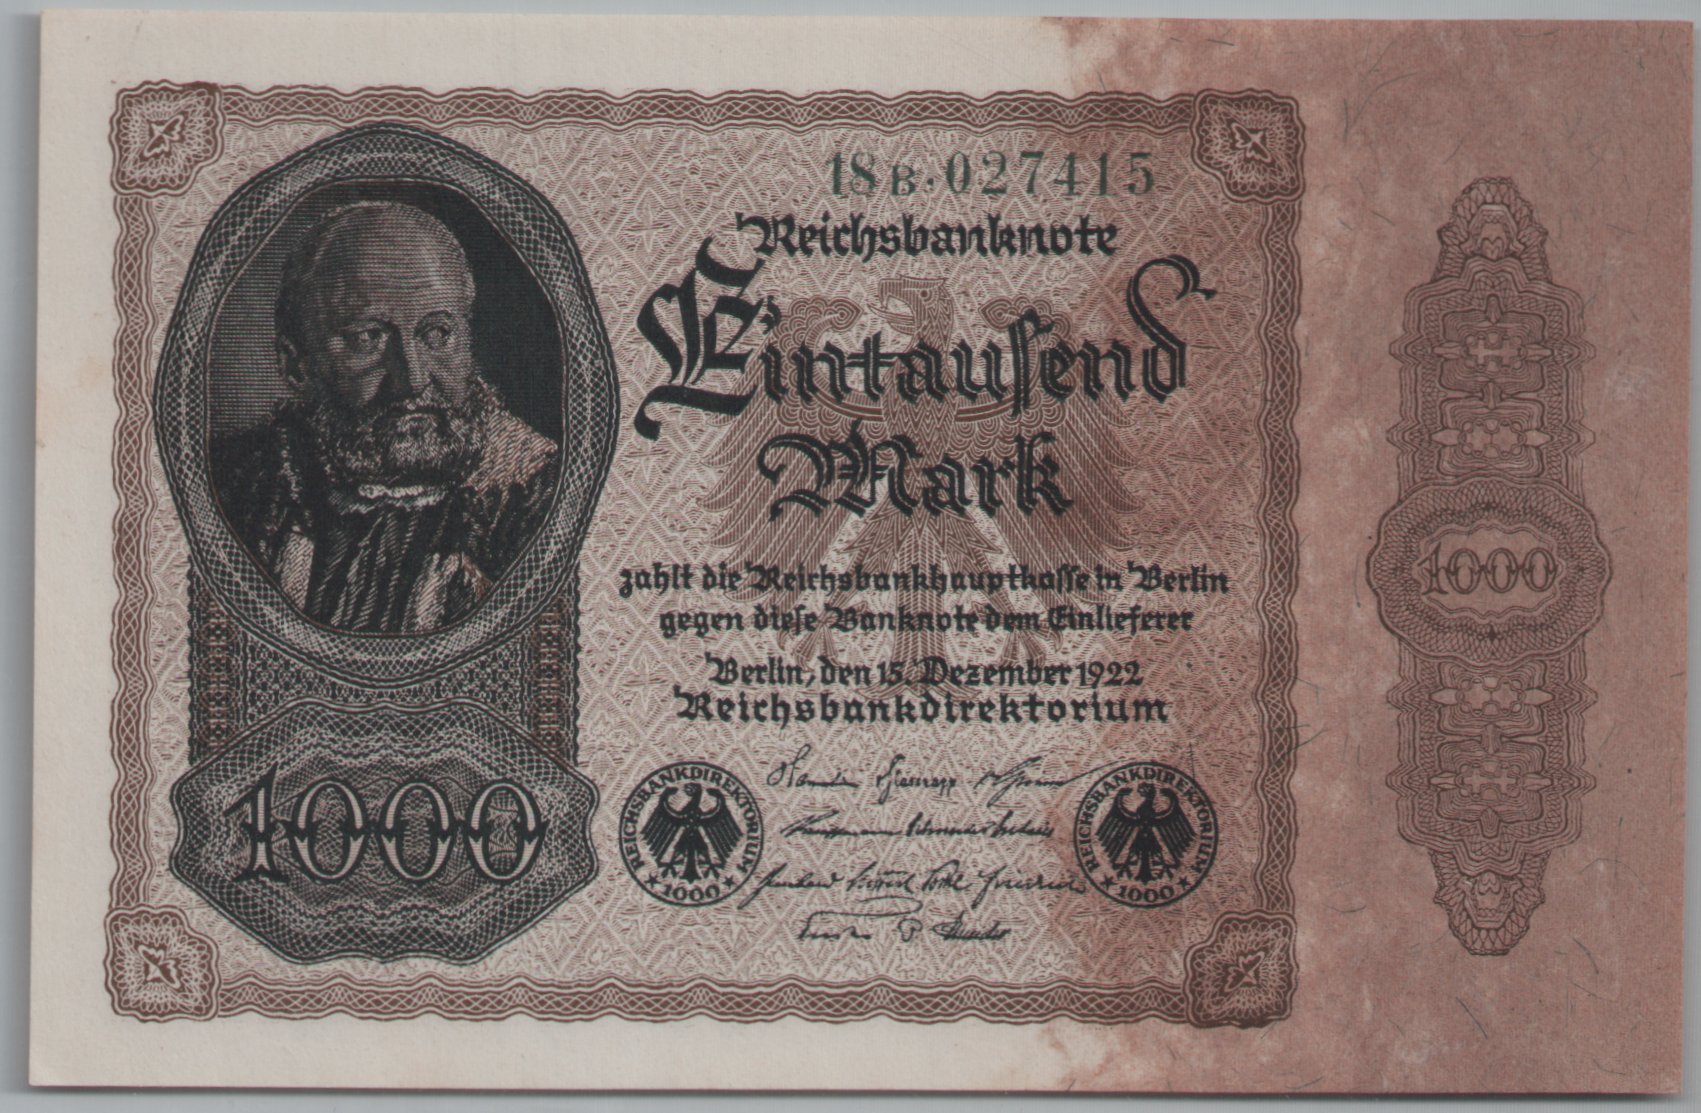 18B·027415
Reichsbanknote
Eintausend
Mark
zahlt die Reichsbankhauptkasse in Berlin
gegen diese Banknote dem Einlieferer
Berlin, den 15. Dezember 1922
Reichsbankdirektorium
1000
REICHSBANKDIREKTORIUM
★ 1000 ★
REICHSBANKDIREKTORIUM
★ 1000 ★
1000